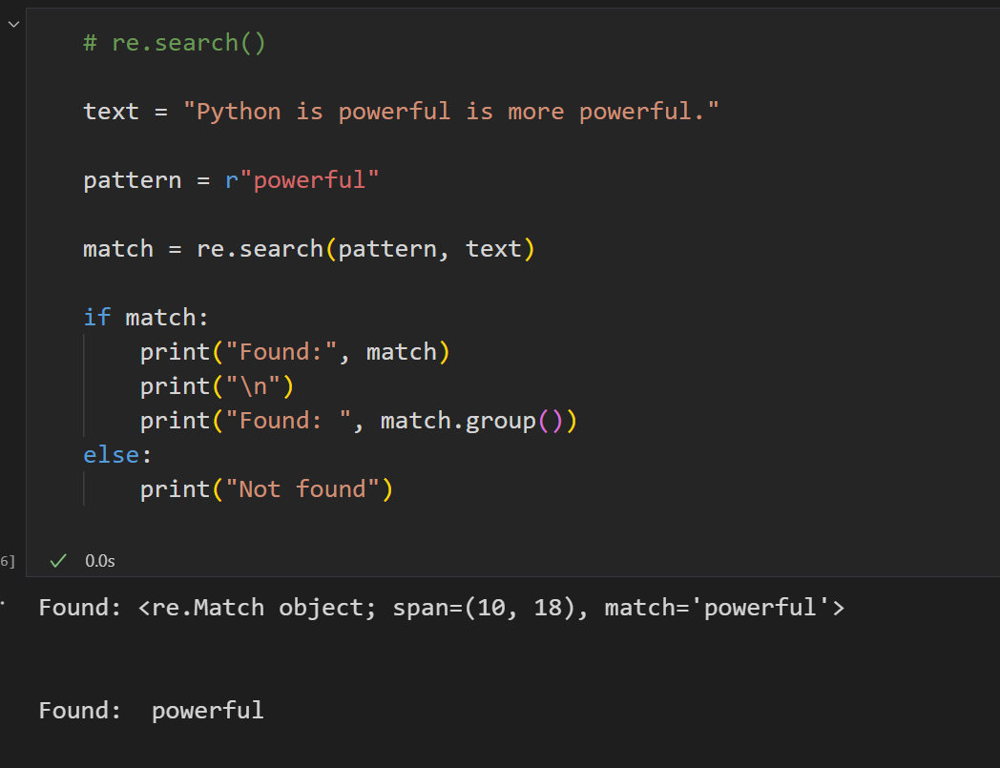 # re.search()
text = "Python is powerful is more powerful."
pattern = r"powerful"
match = re.search(pattern, text)
if match:
    print("Found:", match)
    print("\n")
    print("Found: ", match.group())
else:
    print("Not found")
6]
0.0s
Found: <re.Match object; span=(10, 18), match='powerful'>
Found:  powerful